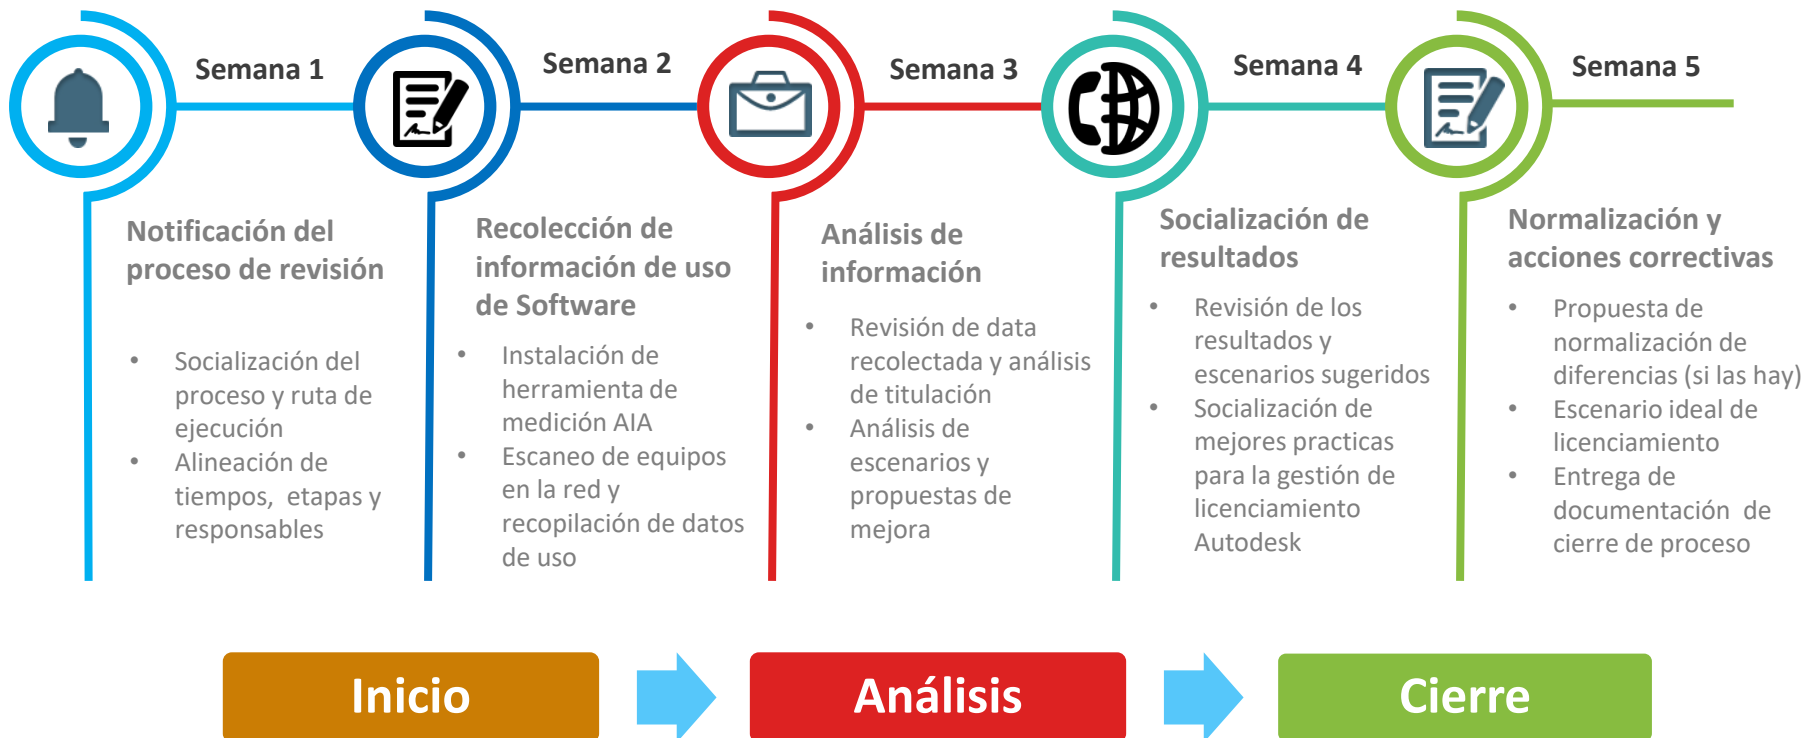 Semana 1
Notificación del
proceso de revisión
• Socialización del
proceso y ruta de
ejecución
• Alineación de
tiempos, etapas y
responsables
Semana 2
Recolección de
información de uso
de Software
• Instalación de
herramienta de
medición AIA
• Escaneo de equipos
en la red y
recopilación de datos
de uso
Semana 3
Análisis de
información
• Revisión de data
recolectada y análisis
de titulación
• Análisis de
escenarios y
propuestas de
mejora
Semana 4
Socialización de
resultados
• Revisión de los
resultados y
escenarios sugeridos
• Socialización de
mejores practicas
para la gestión de
licenciamiento
Autodesk
Semana 5
Normalización y
acciones correctivas
• Propuesta de
normalización de
diferencias (si las hay)
• Escenario ideal de
licenciamiento
• Entrega de
documentación de
cierre de proceso
Inicio
Análisis
Cierre